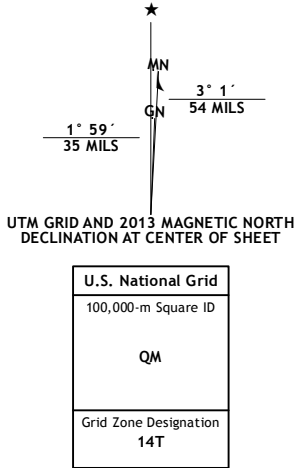 ★
MN
3° 1´
54 MILS
GN
1° 59´
35 MILS
UTM GRID AND 2013 MAGNETIC NORTH
DECLINATION AT CENTER OF SHEET
U.S. National Grid
100,000-m Square ID
QM
Grid Zone Designation
14T